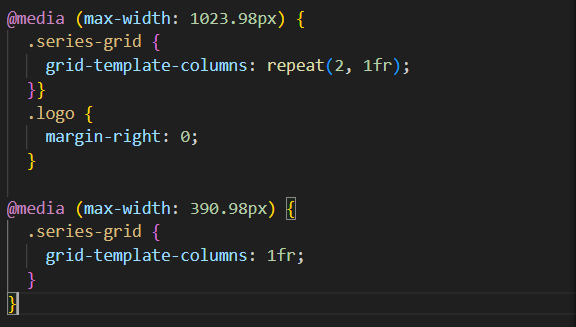 @media (max-width: 1023.98px) {
  .series-grid {
    grid-template-columns: repeat(2, 1fr);
  }}
  .logo {
    margin-right: 0;
  }

@media (max-width: 390.98px) {
  .series-grid {
    grid-template-columns: 1fr;
  }
}